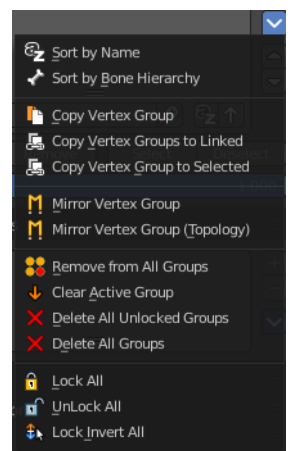 Sort by Name
Sort by Bone Hierarchy
Copy Vertex Group
Copy Vertex Groups to Linked
Copy Vertex Group to Selected
Mirror Vertex Group
Mirror Vertex Group (Topology)
Remove from All Groups
Clear Active Group
Delete All Unlocked Groups
Delete All Groups
Lock All
UnLock All
Lock Invert All